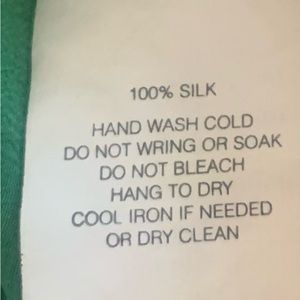 100% SILK
HAND WASH COLD
DO NOT WRING OR SOAK
DO NOT BLEACH
HANG TO DRY
COOL IRON IF NEEDED
OR DRY CLEAN